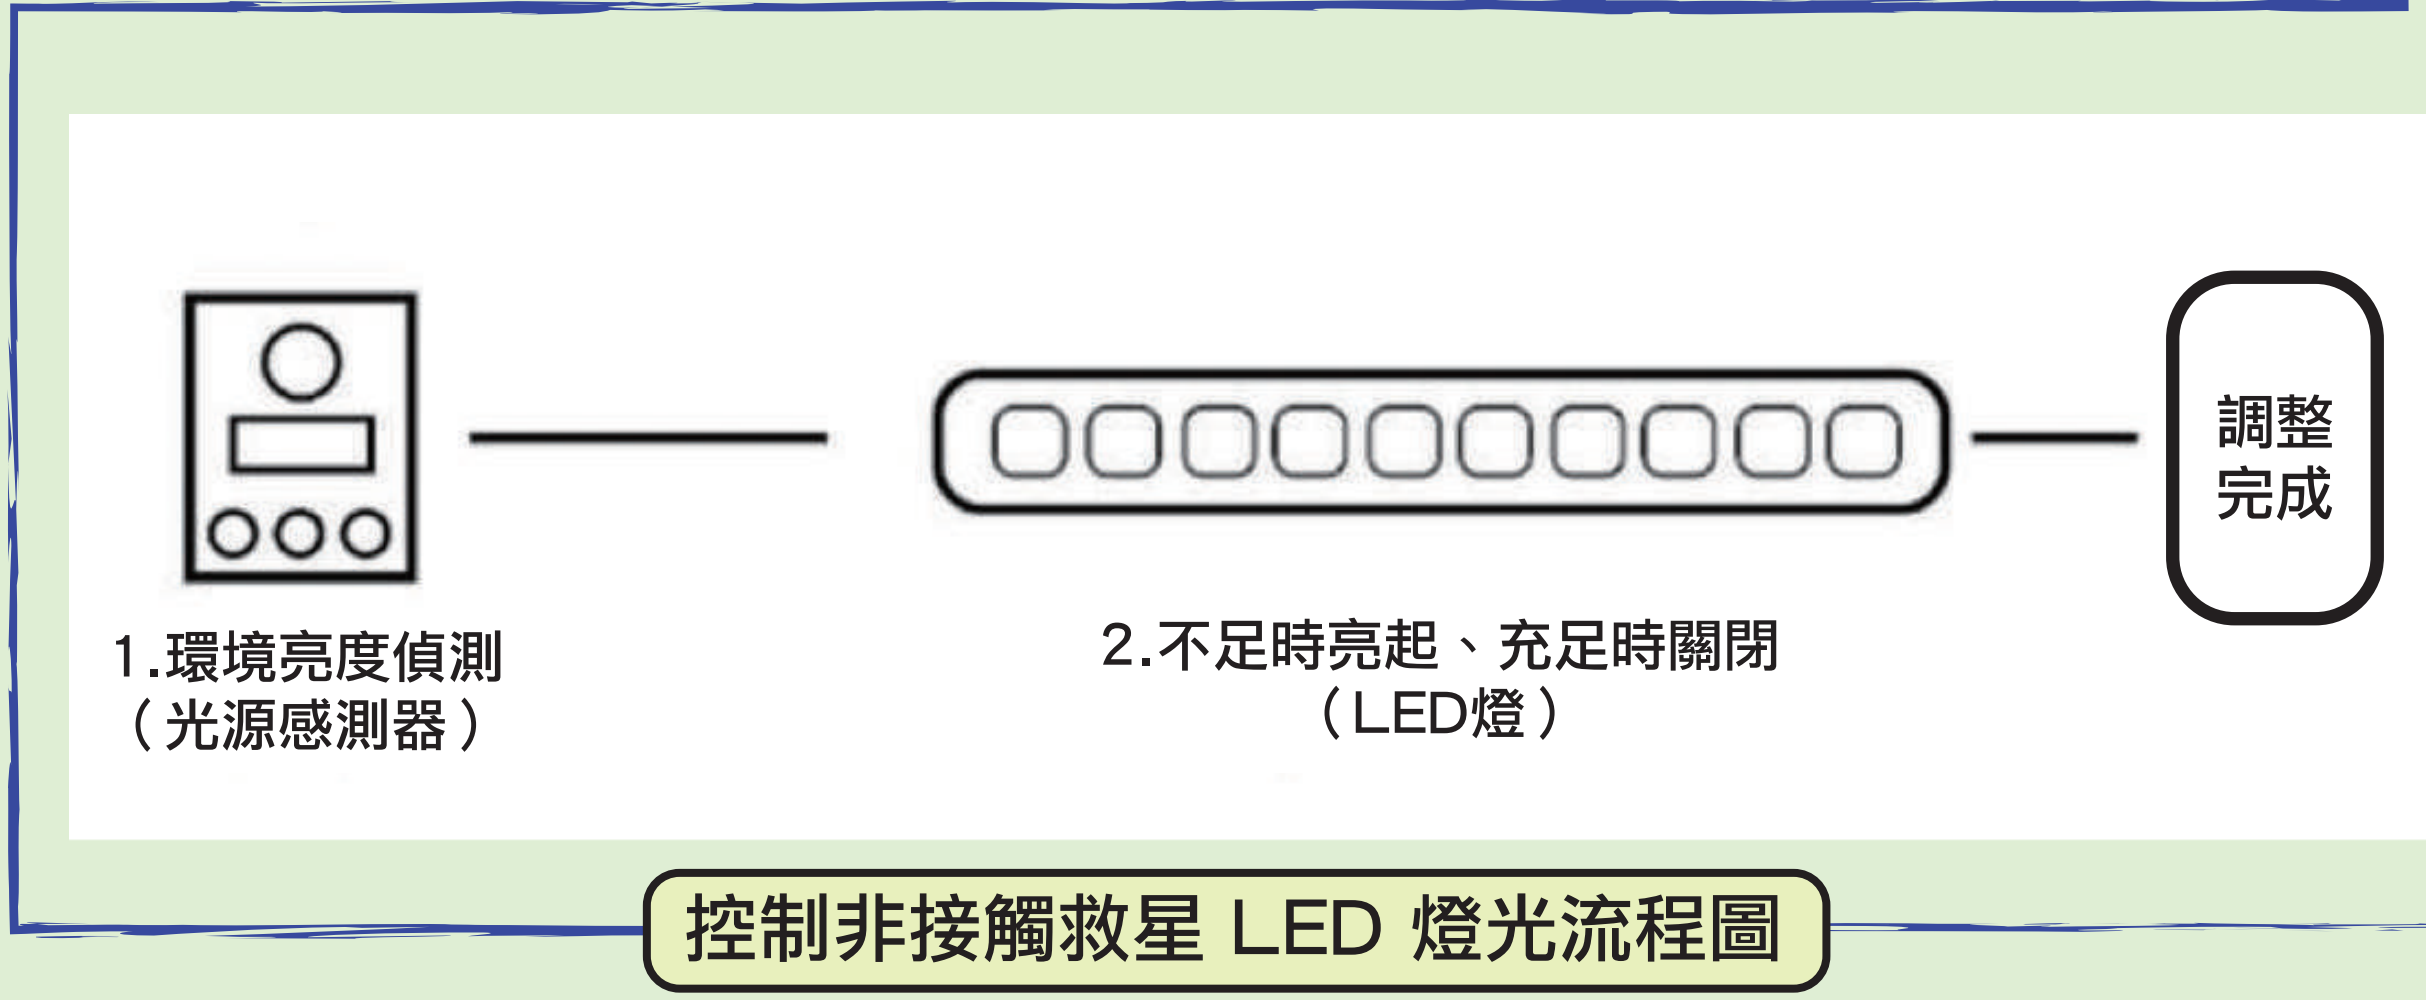 調整
完成
1.環境亮度偵測
（光源感測器）
2.不足時亮起、充足時關閉
（LED燈）
控制非接觸救星 LED 燈光流程圖